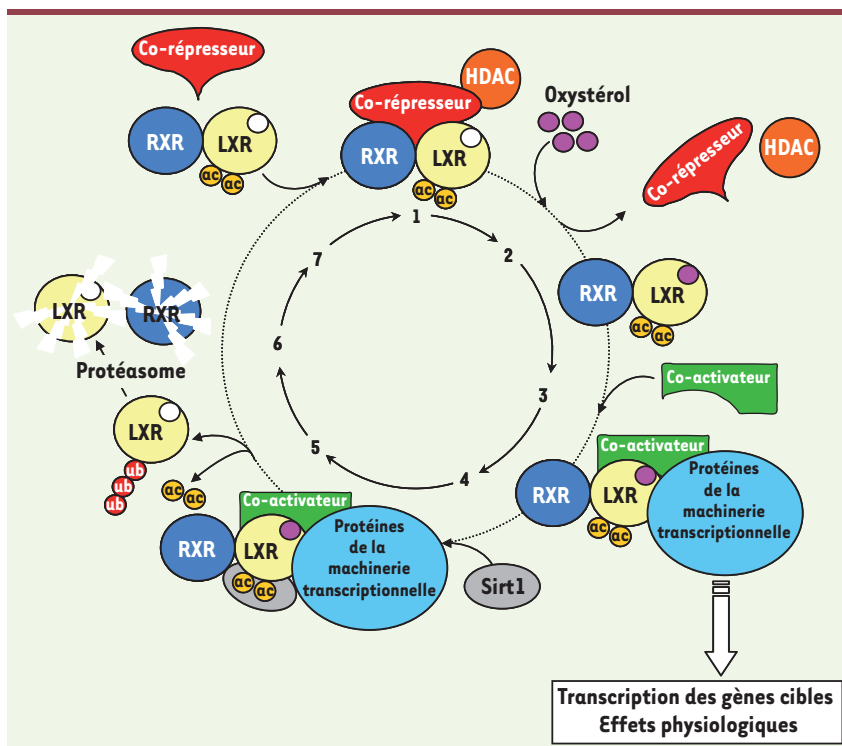 Co-répresseur
RXR
LXR
ac
ac
HDAC
Co-répresseur
RXR
LXR
ac
ac
Oxystérol
Co-répresseur
HDAC
RXR
LXR
ac
ac
Co-activateur
Co-activateur
RXR
LXR
ac
ac
Protéines
de la
machinerie
transcriptionnelle
Transcription des gènes cibles
Effets physiologiques
Sirt1
Co-activateur
RXR
LXR
ac
ac
Protéines
de la
machinerie
transcriptionnelle
ac
ac
LXR
ub
ub
ub
Protéasome
LXR
RXR
1
2
3
4
5
6
7